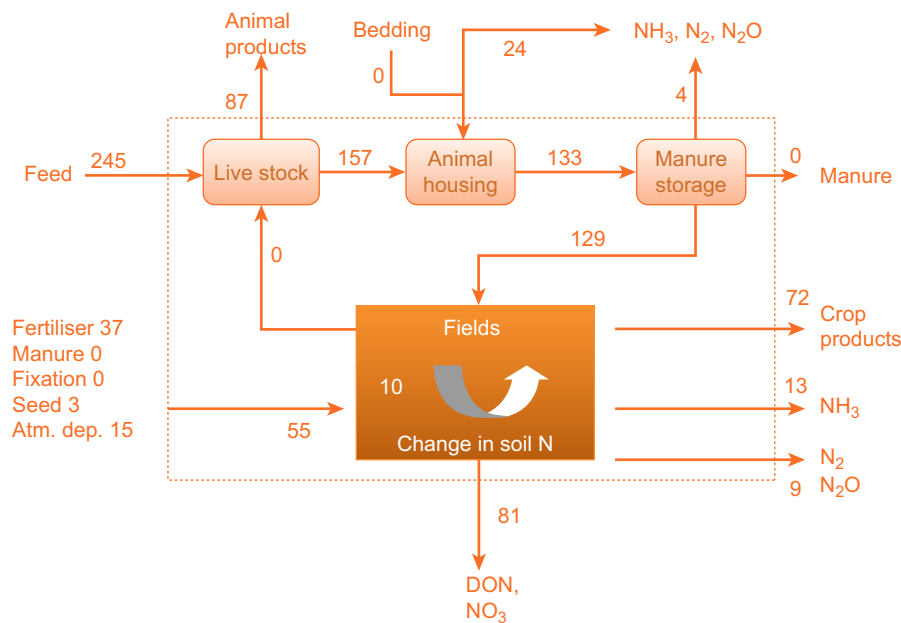 Animal
products
Bedding
24
NH₃, N₂, N₂O
0
87
4
Feed
245
Live stock
157
Animal
housing
133
Manure
storage
0
Manure
0
129
72
Crop
products
Fertiliser 37
Manure 0
Fixation 0
Seed 3
Atm. dep. 15
55
Fields
10
Change in soil N
13
NH₃
N₂
9
N₂O
81
DON,
NO₃